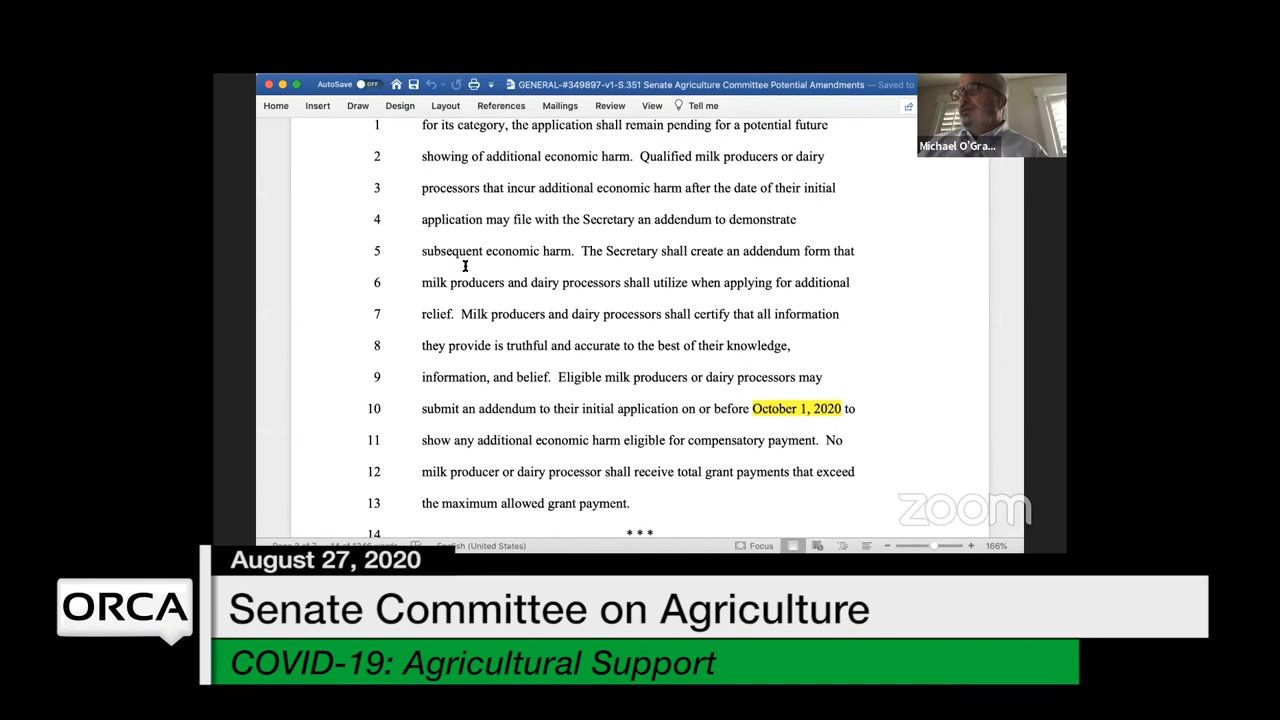 AutoSave OFF GENERAL-#349897-v1-S.351 Senate Agriculture Committee Potential Amendments — Saved to
Home Insert Draw Design Layout References Mailings Review View Tell me
Michael O'Gra...
1 for its category, the application shall remain pending for a potential future
2 showing of additional economic harm. Qualified milk producers or dairy
3 processors that incur additional economic harm after the date of their initial
4 application may file with the Secretary an addendum to demonstrate
5 subsequent economic harm. The Secretary shall create an addendum form that
6 milk producers and dairy processors shall utilize when applying for additional
7 relief. Milk producers and dairy processors shall certify that all information
8 they provide is truthful and accurate to the best of their knowledge,
9 information, and belief. Eligible milk producers or dairy processors may
10 submit an addendum to their initial application on or before October 1, 2020 to
11 show any additional economic harm eligible for compensatory payment. No
12 milk producer or dairy processor shall receive total grant payments that exceed
13 the maximum allowed grant payment.
14 * * *
zoom
English (United States) Focus 166%
August 27, 2020
ORCA
Senate Committee on Agriculture
COVID-19: Agricultural Support